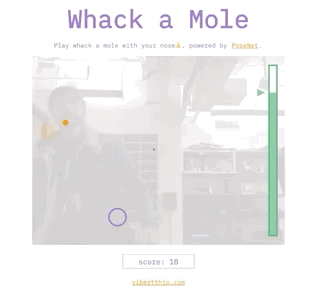 Whack a Mole
Play whack a mole with your nose👃, powered by PoseNet.
score: 18
vibertthio.com